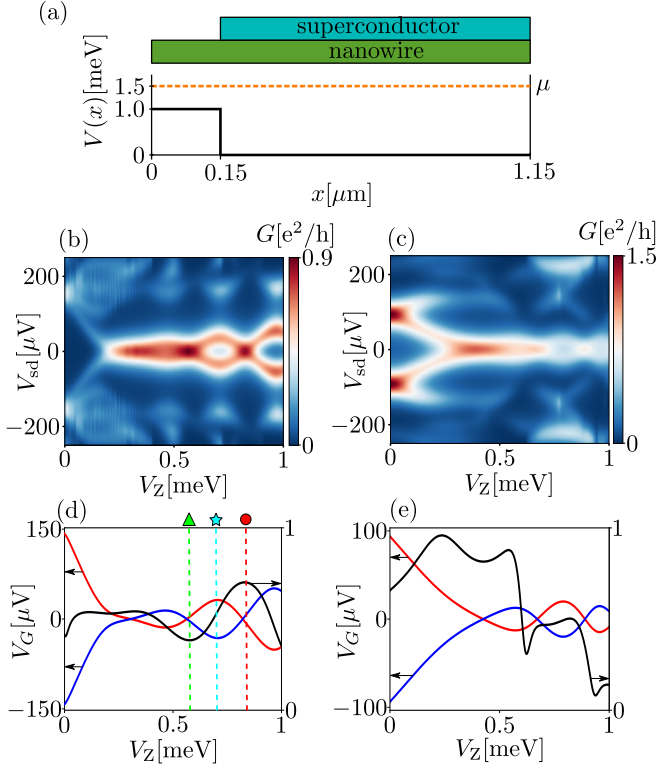 (a)
superconductor
nanowire
V(x)[meV]
1.5
1.0
0
μ
0
0.15
1.15
x[μm]
(b)
G[e²/h]
0.9
0
200
0
−200
V_sd[μV]
0
0.5
1
V_Z[meV]
(c)
G[e²/h]
1.5
0
200
0
−200
V_sd[μV]
0
0.5
1
V_Z[meV]
(d)
150
0
−150
V_G[μV]
1
0
0
0.5
1
V_Z[meV]
(e)
100
0
−100
V_G[μV]
1
0
0
0.5
1
V_Z[meV]